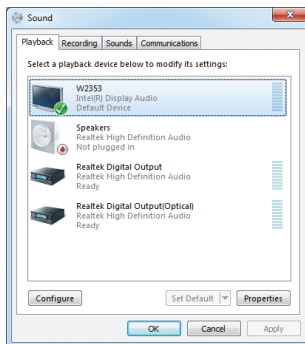 Sound
Playback
Recording
Sounds
Communications
Select a playback device below to modify its settings:
W2353
Intel(R) Display Audio
Default Device
Speakers
Realtek High Definition Audio
Not plugged in
Realtek Digital Output
Realtek High Definition Audio
Ready
Realtek Digital Output(Optical)
Realtek High Definition Audio
Ready
Configure
Set Default
Properties
OK
Cancel
Apply